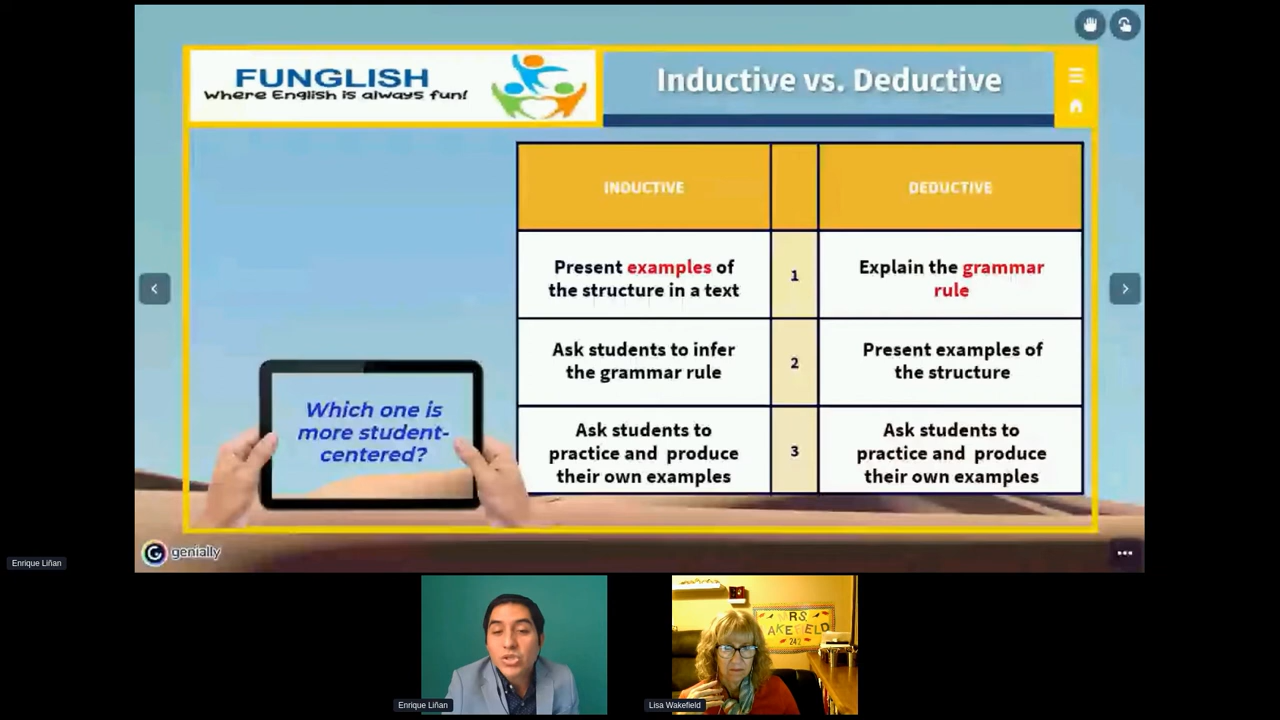 FUNGLISH
Where English is always fun!
Inductive vs. Deductive
INDUCTIVE
DEDUCTIVE
Present examples of
the structure in a text
1
Explain the grammar
rule
Ask students to infer
the grammar rule
2
Present examples of
the structure
Ask students to
practice and produce
their own examples
3
Ask students to
practice and produce
their own examples
Which one is
more student-
centered?
genially
Enrique Liñan
Enrique Liñan
Lisa Wakefield
MRS.
WAKEFIELD
242